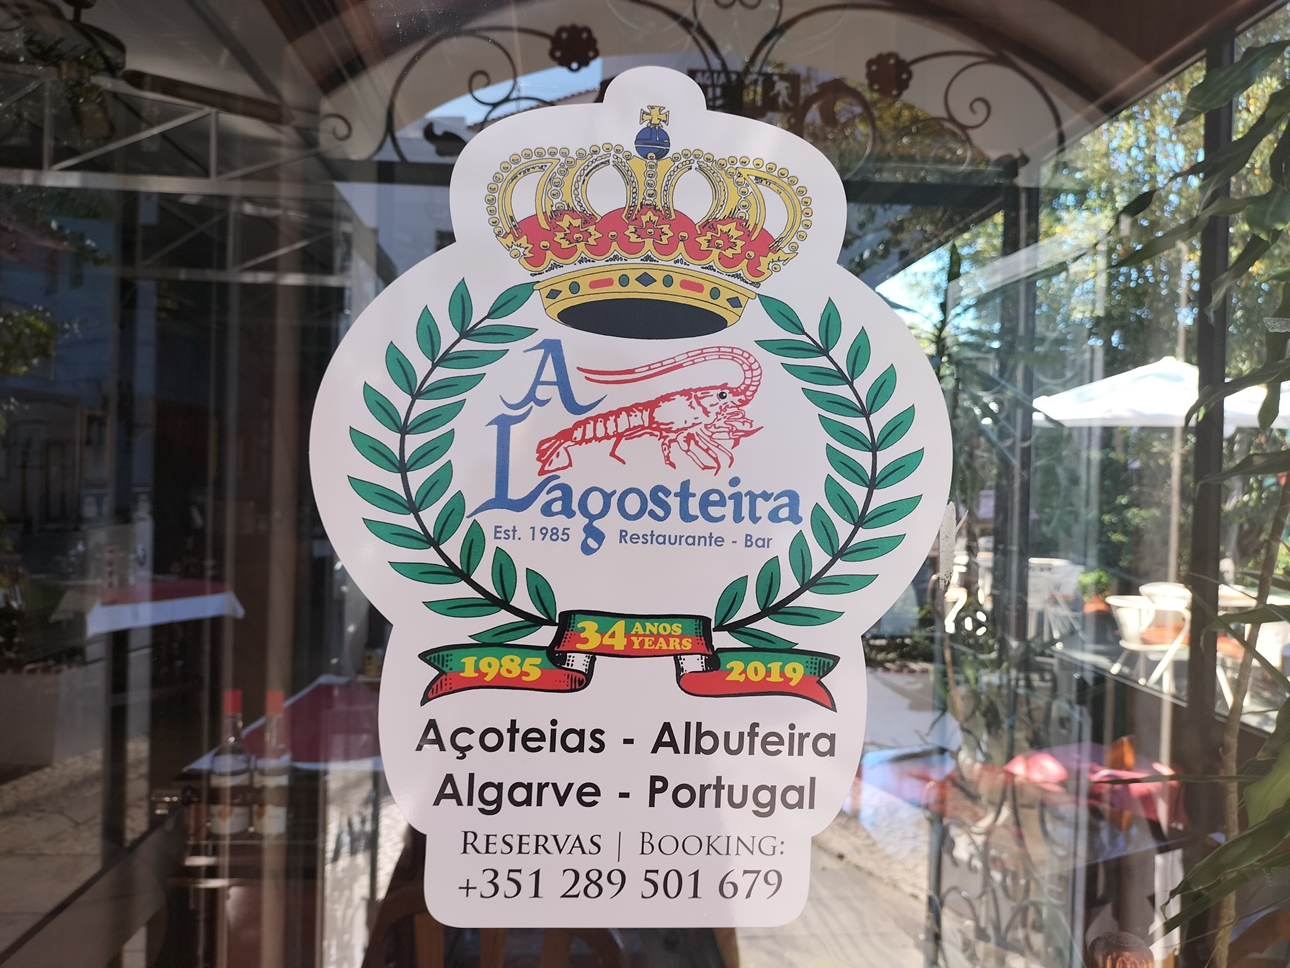 A
Lagosteira
Est. 1985 Restaurante - Bar
34 ANOS
YEARS
1985 2019
Açoteias - Albufeira
Algarve - Portugal
RESERVAS | BOOKING:
+351 289 501 679